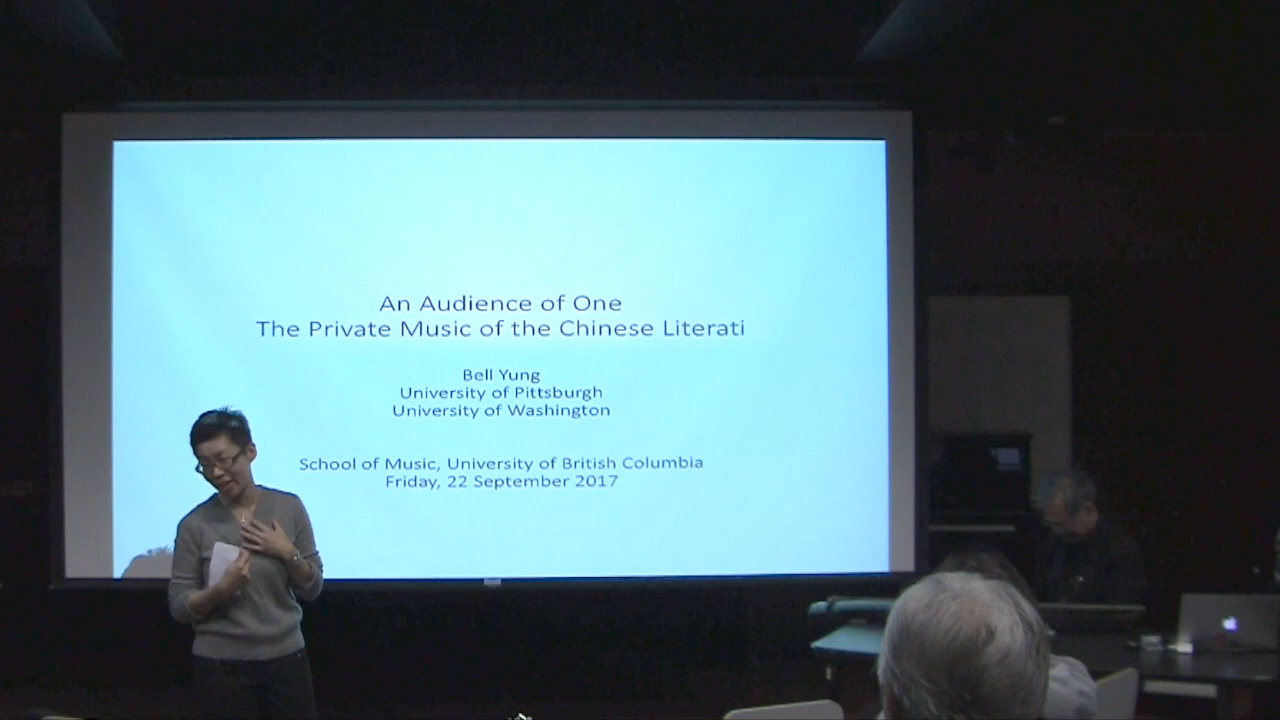 An Audience of One
The Private Music of the Chinese Literati
Bell Yung
University of Pittsburgh
University of Washington
School of Music, University of British Columbia
Friday, 22 September 2017